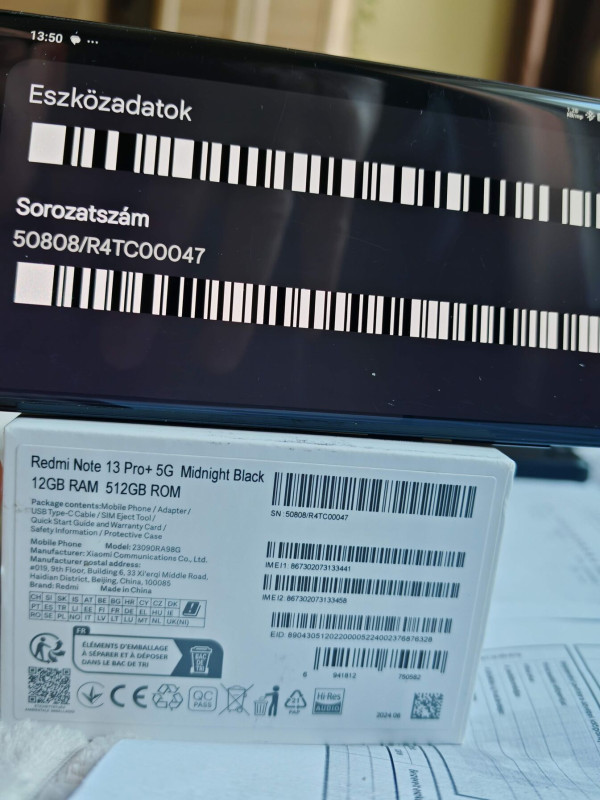 13:50
Eszközadatok
Sorozatszám
50808/R4TC00047
Redmi Note 13 Pro+ 5G Midnight Black
12GB RAM 512GB ROM
Package contents:Mobile Phone / Adapter /
USB Type-C Cable / SIM Eject Tool /
Quick Start Guide and Warranty Card /
Safety Information / Protective Case
Mobile Phone Model: 23090RA98G
Manufacturer: Xiaomi Communications Co., Ltd.
Manufacturer postal address:
#019, 9th Floor, Building 6, 33 Xi'erqi Middle Road,
Haidian District, Beijing, China, 100085
Brand: Redmi Made in China
CH SI SK IS AT BE BG HR CY CZ DK
PT ES TR LI EE FI FR DE EL HU IE
RO SE PL NO IT LV LT LU MT NL UK(NI)
FR
ÉLÉMENTS D'EMBALLAGE
À SÉPARER ET À DÉPOSER
DANS LE BAC DE TRI
CE
QC
PASS
PAP
Hi-Res
AUDIO
SN: 50808/R4TC00047
IMEI1: 867302073133441
IMEI2: 867302073133458
EID: 89043051202200005224002376876328
6 941812 750582
2024.06